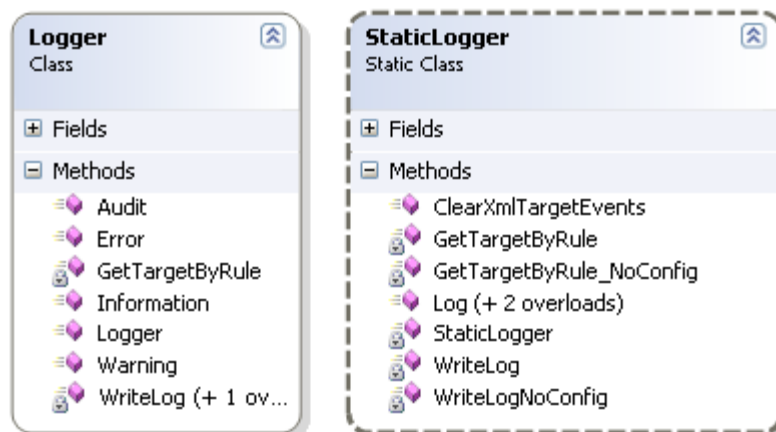 Logger
Class
Fields
Methods
Audit
Error
GetTargetByRule
Information
Logger
Warning
WriteLog (+ 1 ov...
StaticLogger
Static Class
Fields
Methods
ClearXmlTargetEvents
GetTargetByRule
GetTargetByRule_NoConfig
Log (+ 2 overloads)
StaticLogger
WriteLog
WriteLogNoConfig